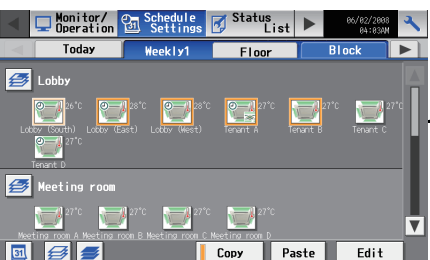 Monitor/ Operation
31
Schedule Settings
Status List
06/02/2008
04:03AM
Today
Weekly1
Floor
Block
Lobby
26°C 28°C 28°C 27°C 27°C 27°C
Lobby (South) Lobby (East) Lobby (West) Tenant A Tenant B Tenant C
27°C
Tenant D
Meeting room
27°C 27°C 27°C 27°C
Meeting room A Meeting room B Meeting room C Meeting room D
31
Copy
Paste
Edit